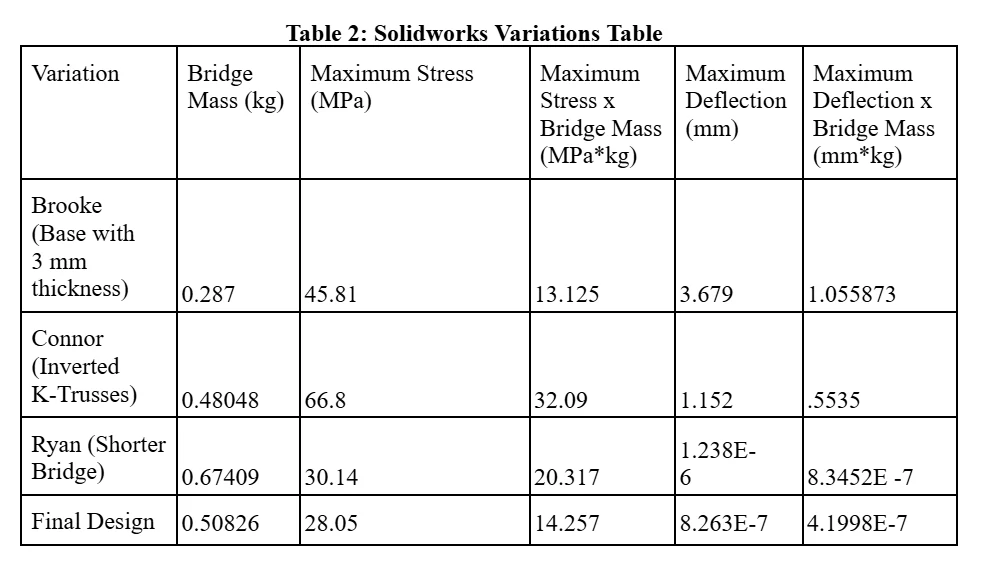 Table 2: Solidworks Variations Table
Variation
Bridge
Mass (kg)
Maximum Stress
(MPa)
Maximum
Stress x
Bridge Mass
(MPa*kg)
Maximum
Deflection
(mm)
Maximum
Deflection x
Bridge Mass
(mm*kg)
Brooke
(Base with
3 mm
thickness)
0.287
45.81
13.125
3.679
1.055873
Connor
(Inverted
K-Trusses)
0.48048
66.8
32.09
1.152
.5535
Ryan (Shorter
Bridge)
0.67409
30.14
20.317
1.238E-
6
8.3452E -7
Final Design
0.50826
28.05
14.257
8.263E-7
4.1998E-7